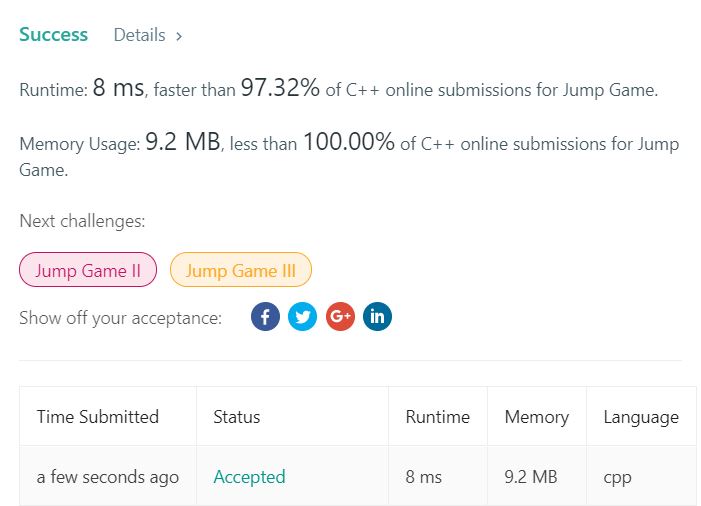 Success Details >
Runtime: 8 ms, faster than 97.32% of C++ online submissions for Jump Game.
Memory Usage: 9.2 MB, less than 100.00% of C++ online submissions for Jump
Game.
Next challenges:
Jump Game II Jump Game III
Show off your acceptance: f G+ in
Time Submitted Status Runtime Memory Language
a few seconds ago Accepted 8 ms 9.2 MB cpp